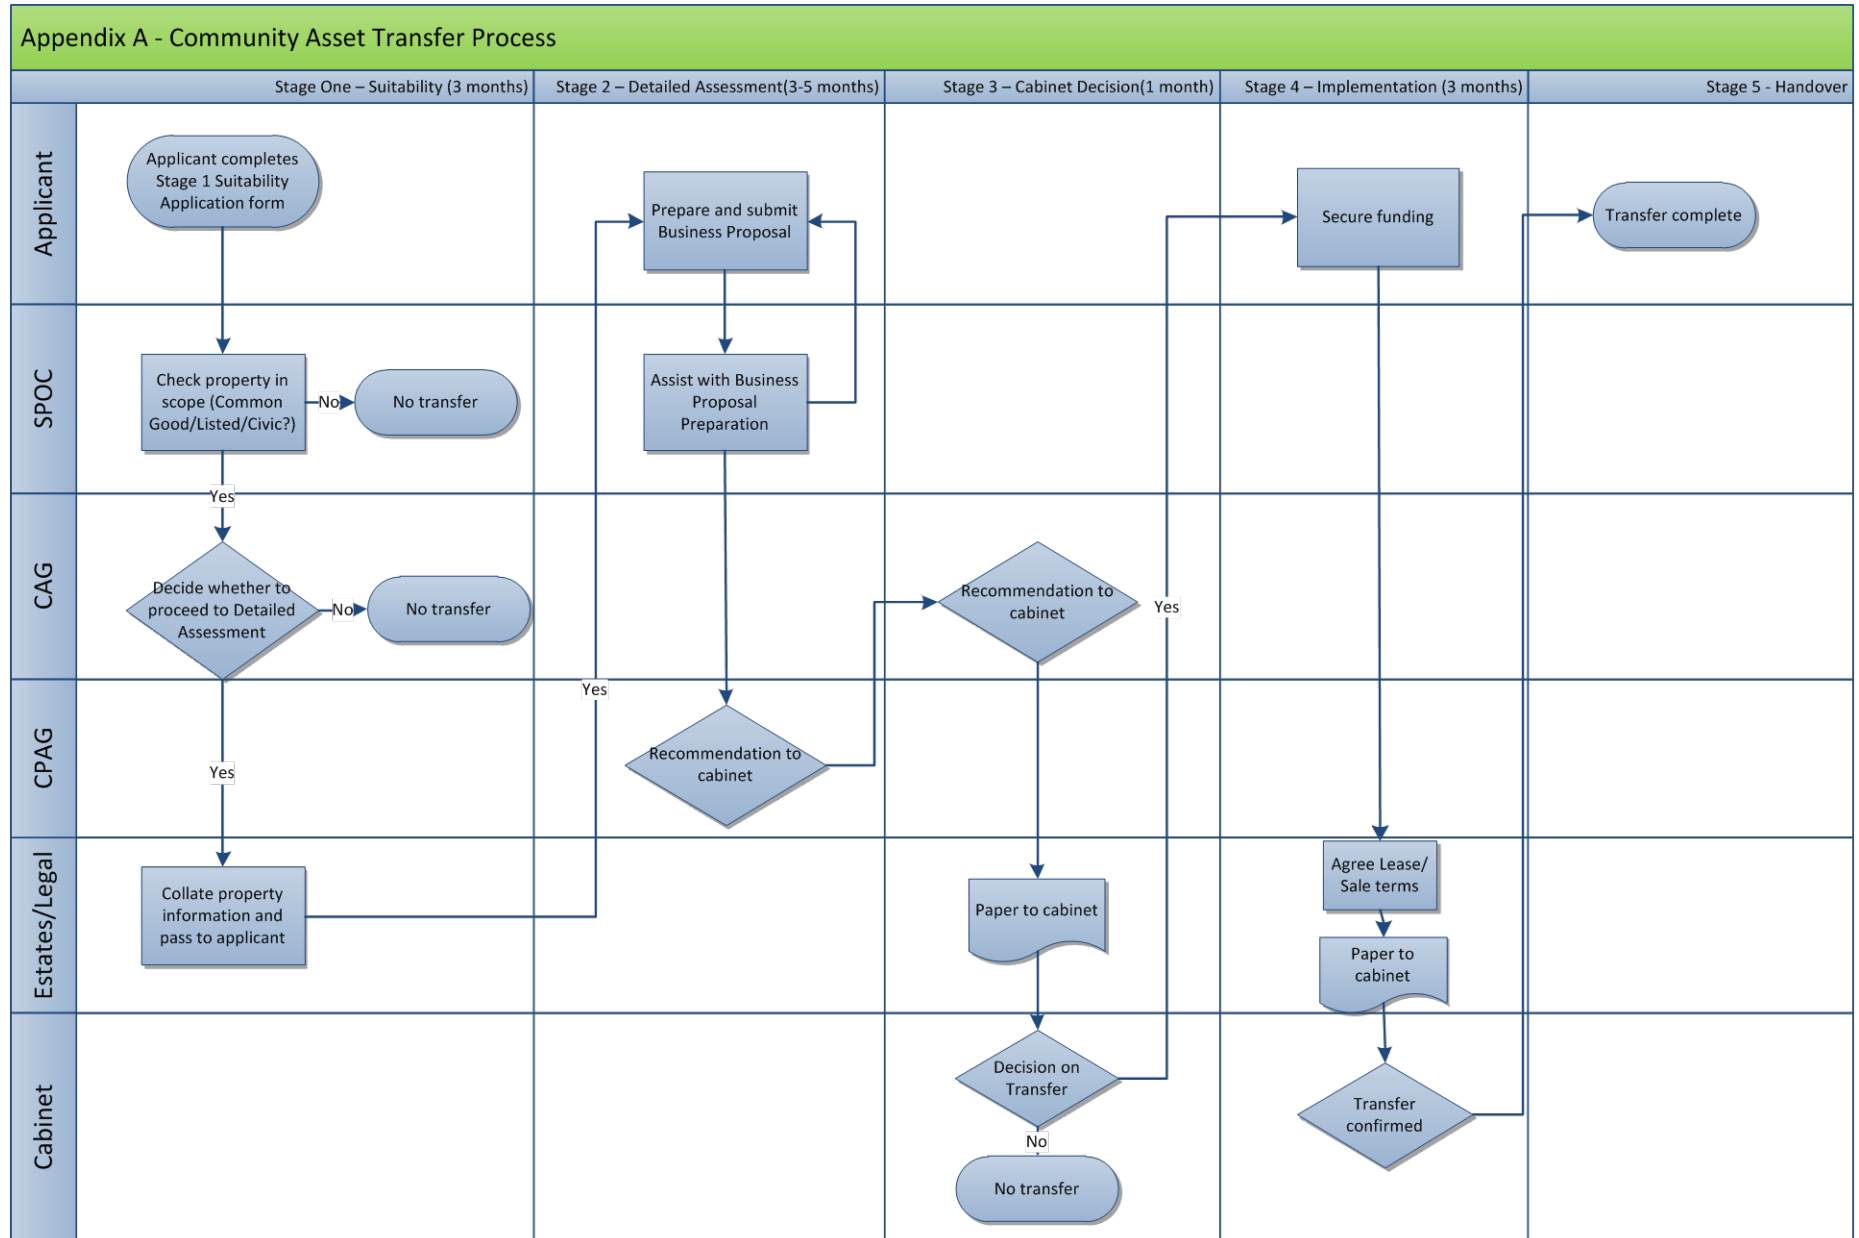 Appendix A - Community Asset Transfer Process
Stage One – Suitability (3 months)
Stage 2 – Detailed Assessment(3-5 months)
Stage 3 – Cabinet Decision(1 month)
Stage 4 – Implementation (3 months)
Stage 5 - Handover
Applicant
Applicant completes
Stage 1 Suitability
Application form
Prepare and submit
Business Proposal
Secure funding
Transfer complete
SPOC
Check property in
scope (Common
Good/Listed/Civic?)
No
No transfer
Assist with Business
Proposal
Preparation
Yes
CAG
Decide whether to
proceed to Detailed
Assessment
No
No transfer
Recommendation to
cabinet
Yes
Yes
CPAG
Yes
Recommendation to
cabinet
Estates/Legal
Collate property
information and
pass to applicant
Paper to cabinet
Agree Lease/
Sale terms
Paper to
cabinet
Cabinet
Decision on
Transfer
No
No transfer
Transfer
confirmed